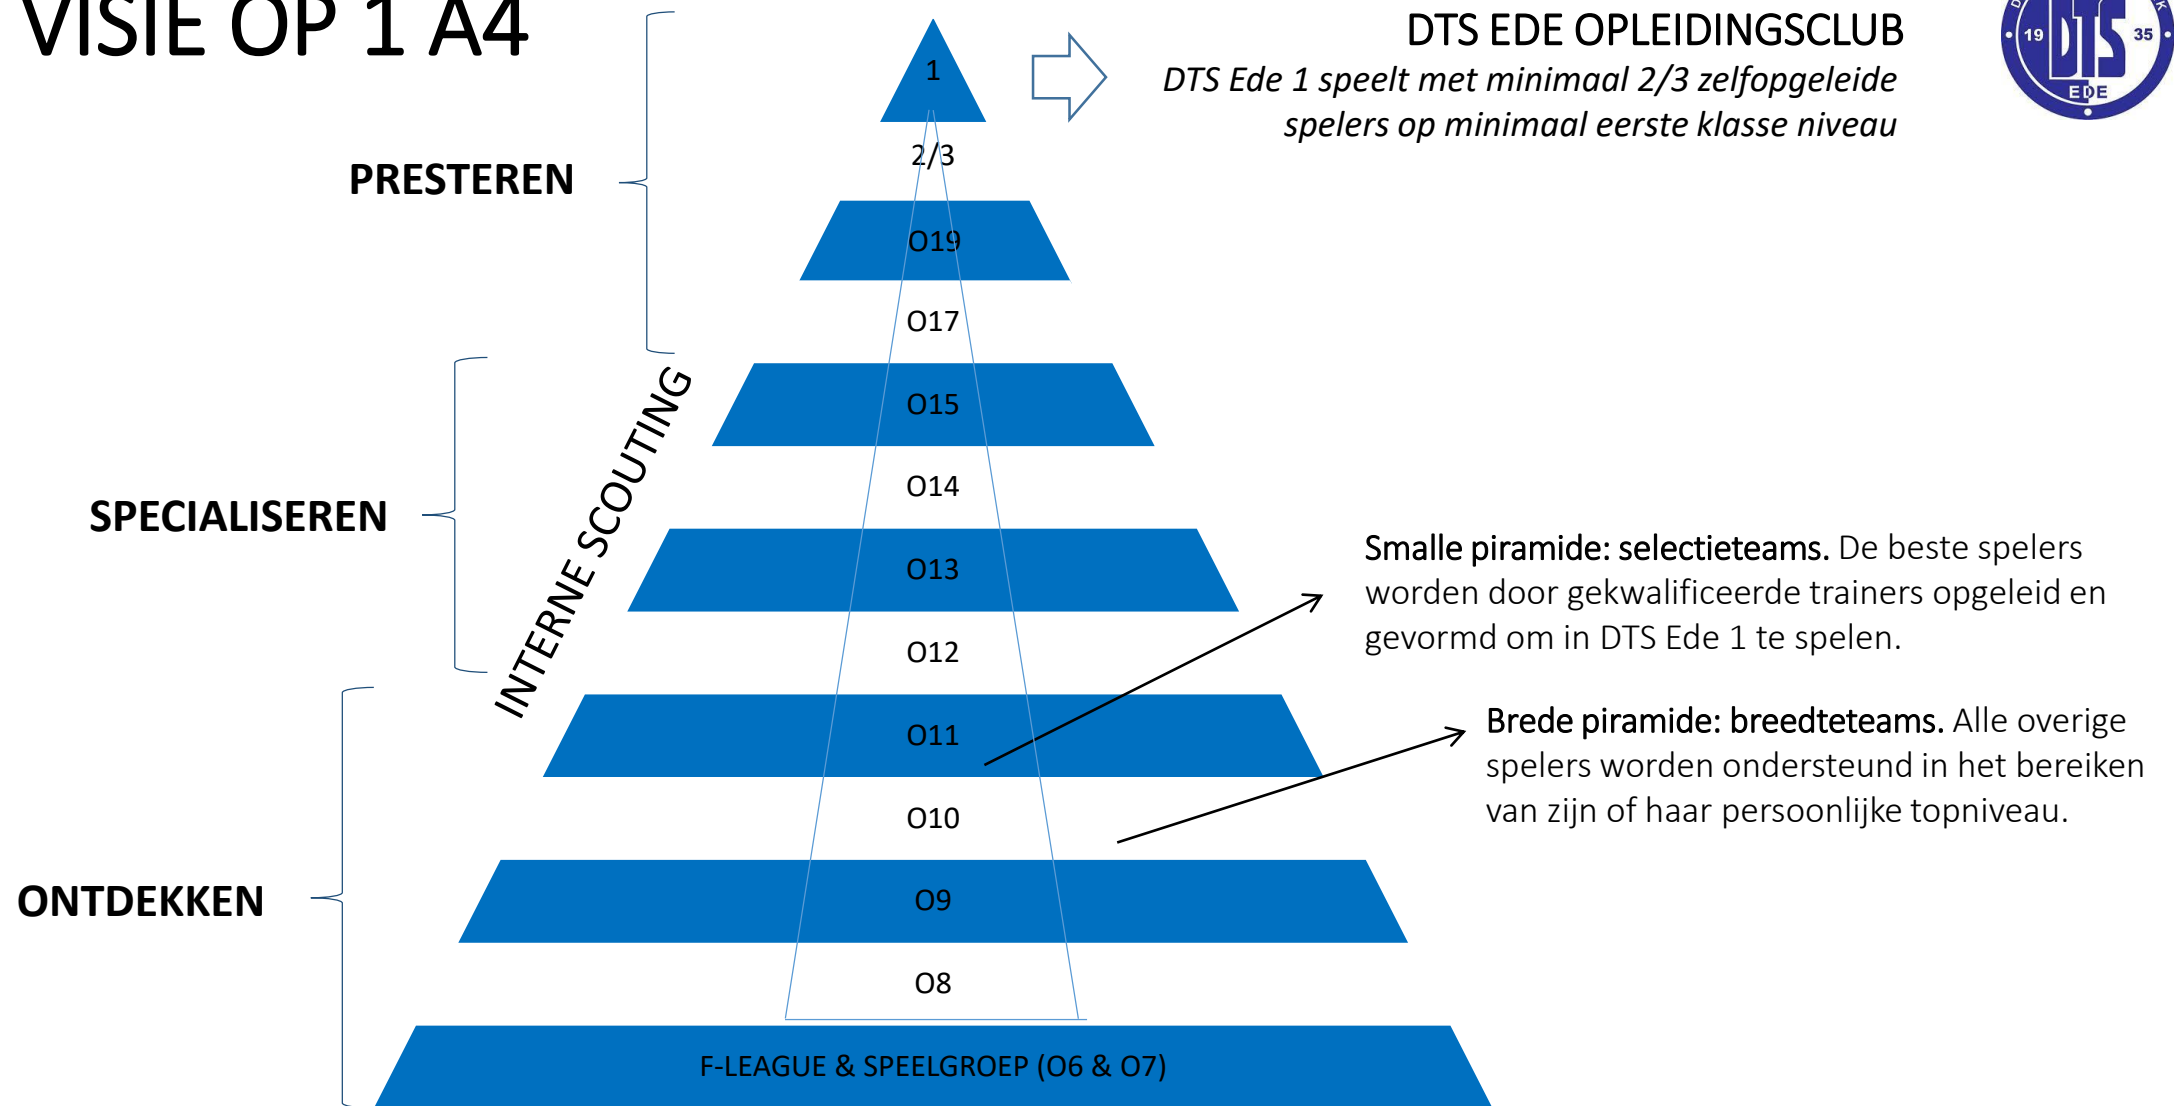 VISIE OP 1 A4
DTS EDE OPLEIDINGSCLUB
DTS Ede 1 speelt met minimaal 2/3 zelfopgeleide
spelers op minimaal eerste klasse niveau
19 DTS 35
EDE
PRESTEREN
SPECIALISEREN
ONTDEKKEN
INTERNE SCOUTING
1
2/3
O19
O17
O15
O14
O13
O12
O11
O10
O9
O8
F-LEAGUE & SPEELGROEP (O6 & O7)
Smalle piramide: selectieteams. De beste spelers
worden door gekwalificeerde trainers opgeleid en
gevormd om in DTS Ede 1 te spelen.
Brede piramide: breedteteams. Alle overige
spelers worden ondersteund in het bereiken
van zijn of haar persoonlijke topniveau.